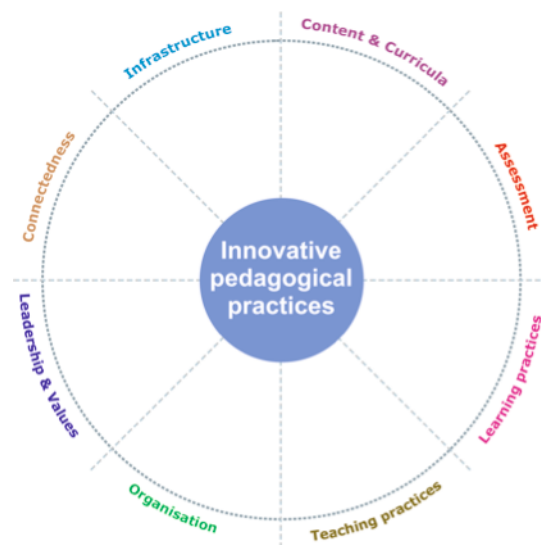 Infrastructure
Content & Curricula
Assessment
Learning practices
Teaching practices
Organisation
Leadership & Values
Connectedness
Innovative
pedagogical
practices